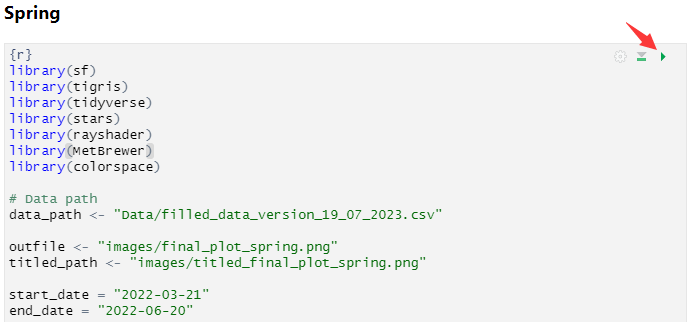 Spring
{r}
library(sf)
library(tigris)
library(tidyverse)
library(stars)
library(rayshader)
library(MetBrewer)
library(colorspace)
# Data path
data_path <- "Data/filled_data_version_19_07_2023.csv"
outfile <- "images/final_plot_spring.png"
titled_path <- "images/titled_final_plot_spring.png"
start_date = "2022-03-21"
end_date = "2022-06-20"